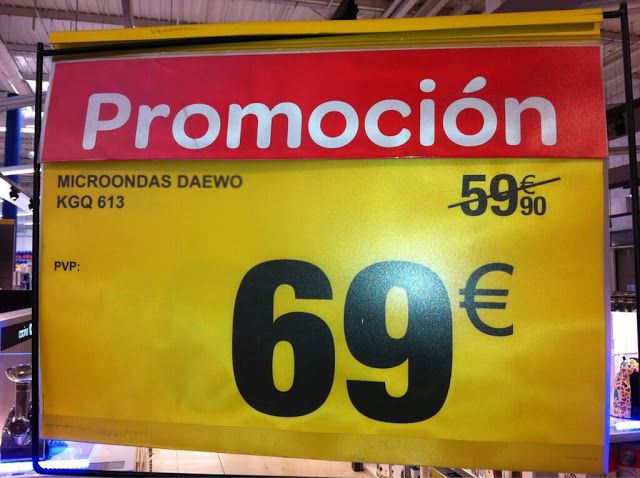 Promoción
MICROONDAS DAEWO
KGQ 613
59€90
PVP:
69€